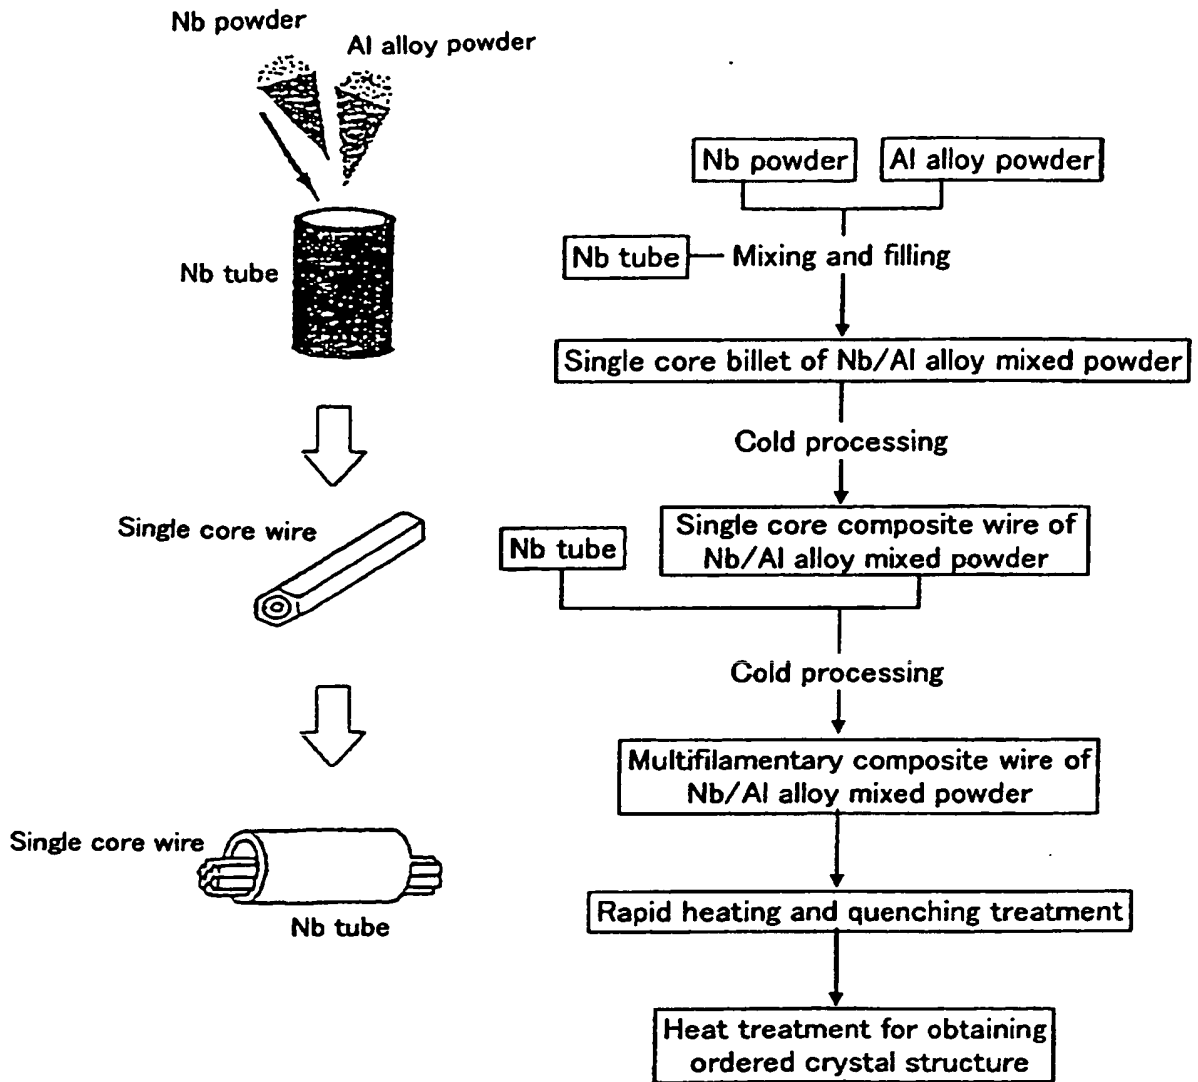 Nb powder
Al alloy powder
Nb tube
Single core wire
Single core wire
Nb tube
Nb powder
Al alloy powder
Nb tube
Mixing and filling
Single core billet of Nb/Al alloy mixed powder
Cold processing
Nb tube
Single core composite wire of
Nb/Al alloy mixed powder
Cold processing
Multifilamentary composite wire of
Nb/Al alloy mixed powder
Rapid heating and quenching treatment
Heat treatment for obtaining
ordered crystal structure